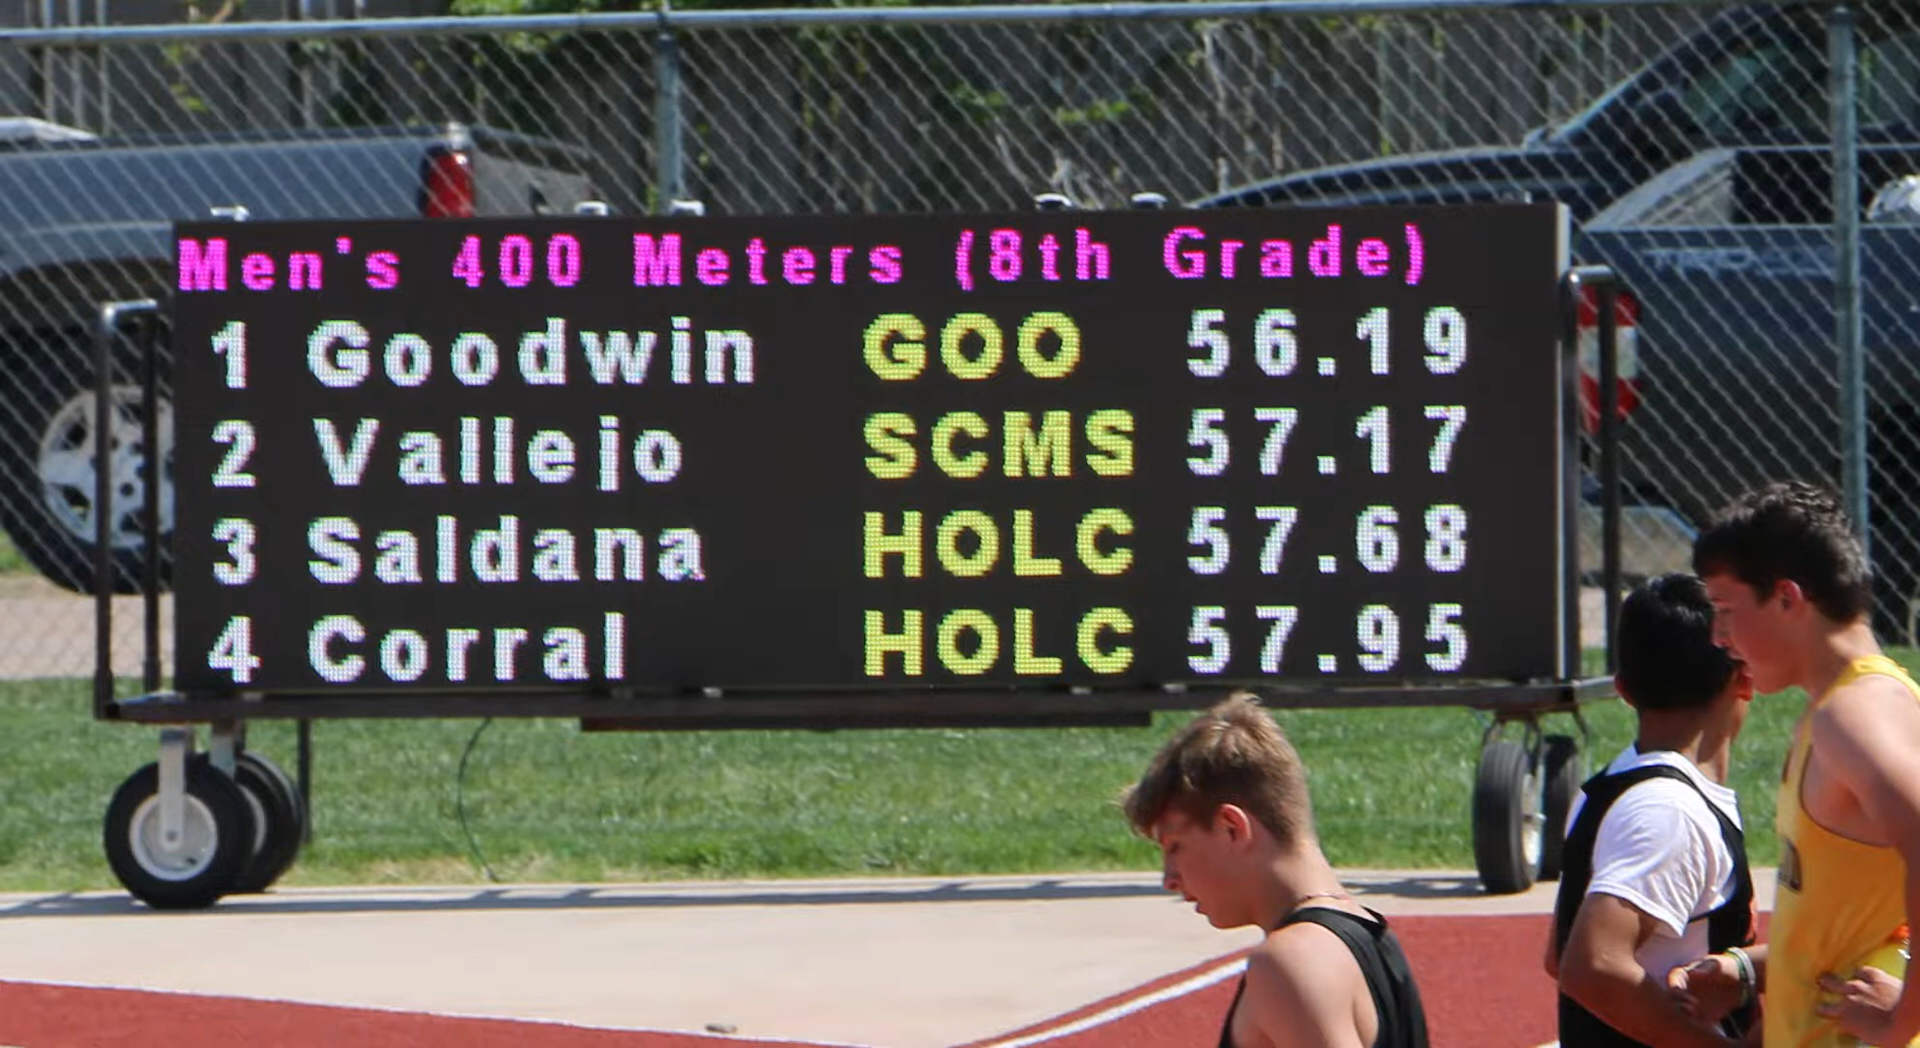 Men's 400 Meters (8th Grade)
1 Goodwin GOO 56.19
2 Vallejo SCMS 57.17
3 Saldana HOLC 57.68
4 Corral HOLC 57.95